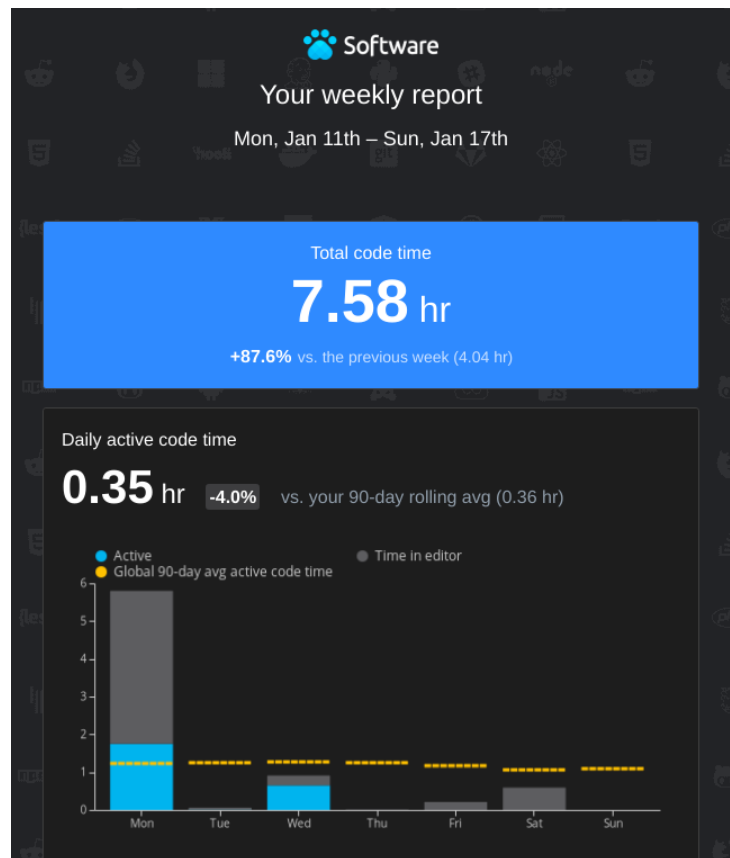 Software
Your weekly report
Mon, Jan 11th – Sun, Jan 17th
Total code time
7.58 hr
+87.6% vs. the previous week (4.04 hr)
Daily active code time
0.35 hr -4.0% vs. your 90-day rolling avg (0.36 hr)
Active Time in editor
Global 90-day avg active code time
6
5
4
3
2
1
0
Mon Tue Wed Thu Fri Sat Sun